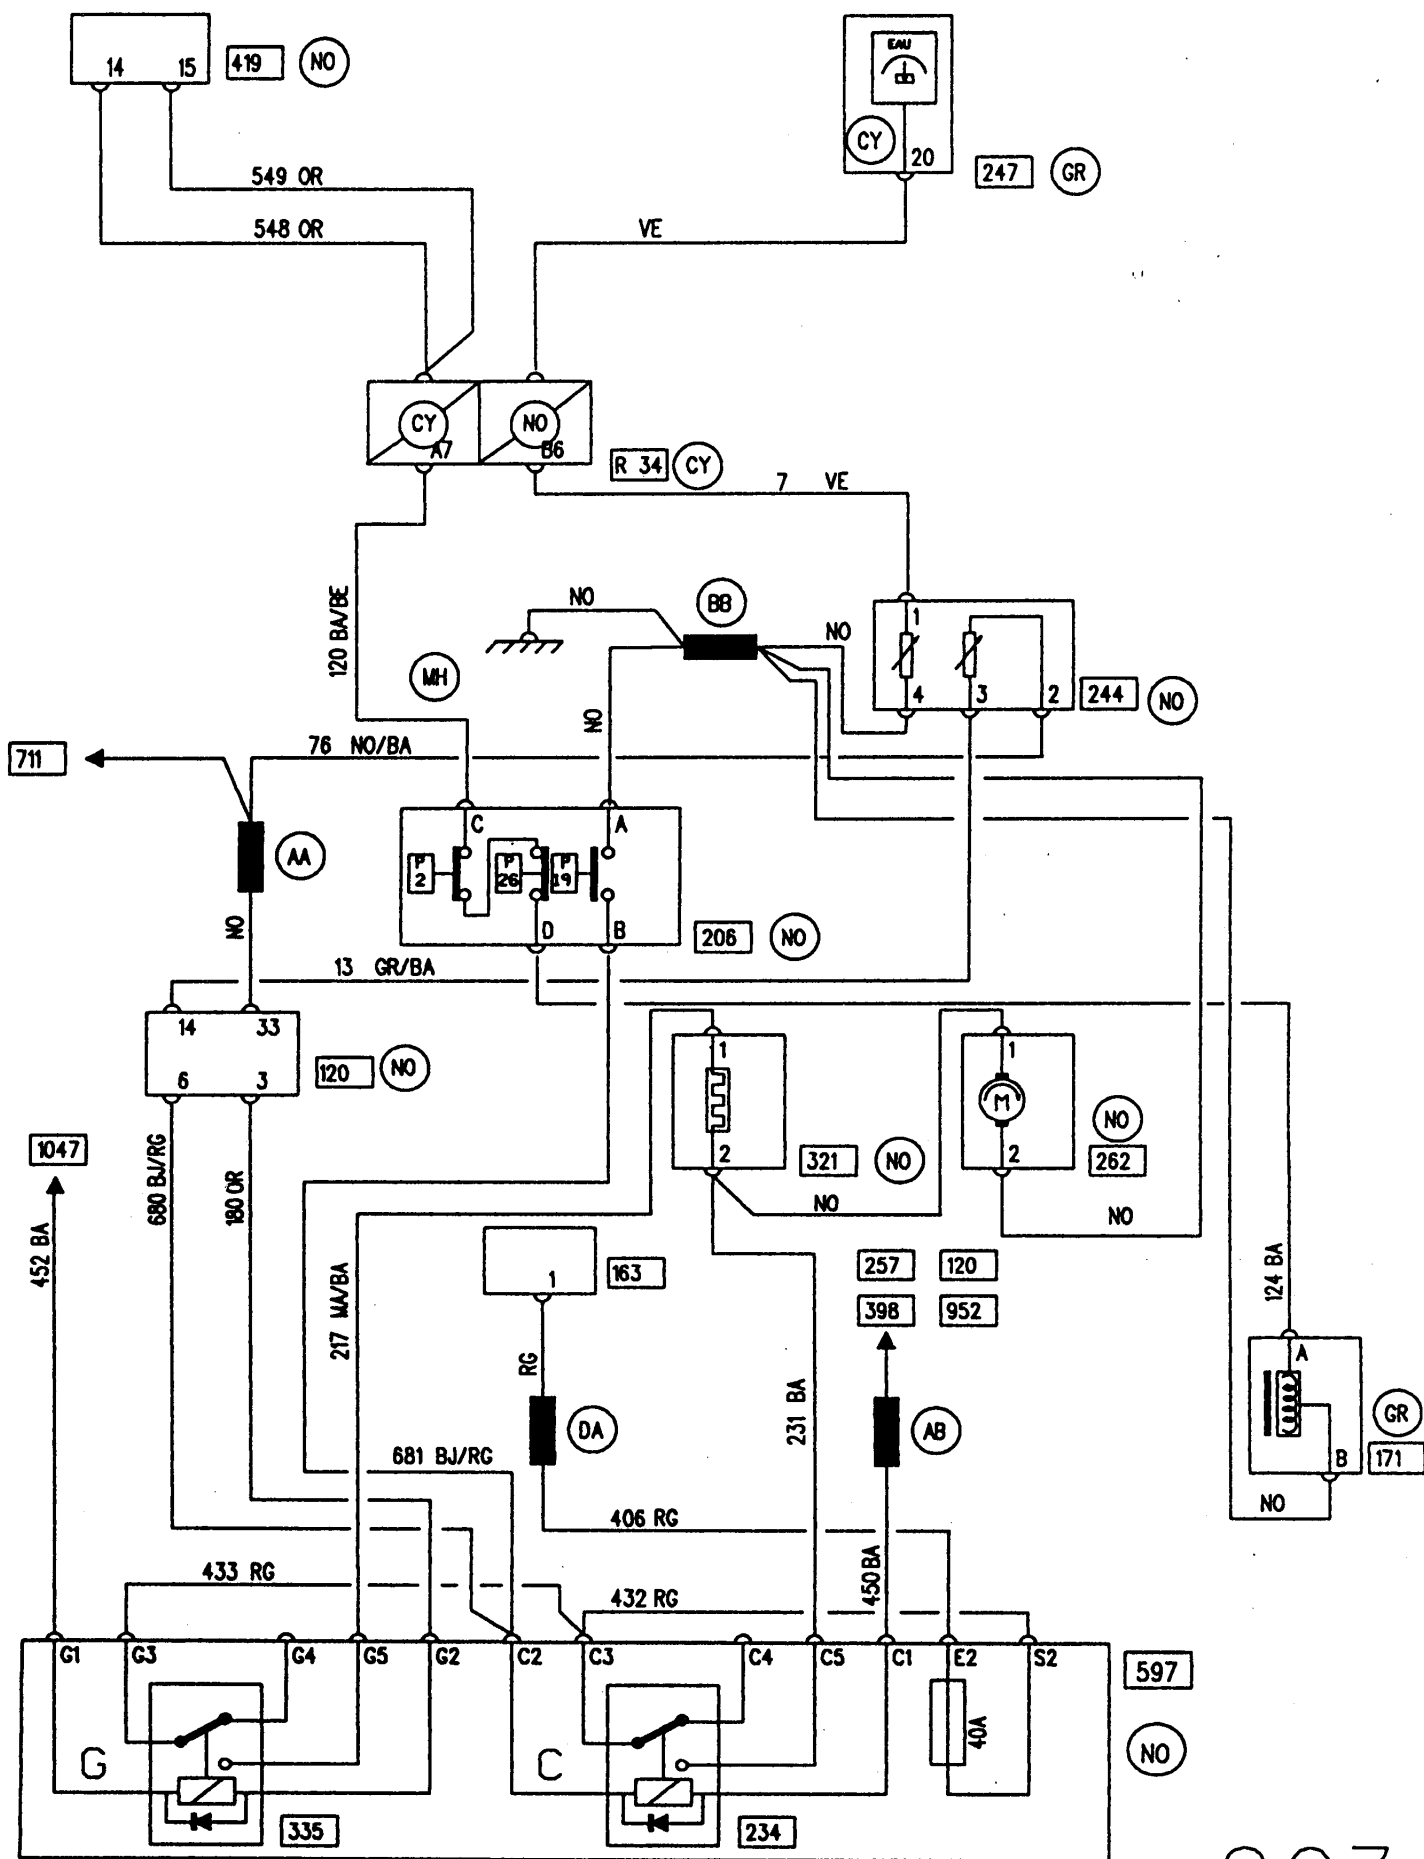 14 15
419
NO
EAU
CY
20
247
GR
549 OR
548 OR
VE
CY
A7
NO
B6
R 34
CY
7 VE
120 BA/BE
NO
BB
NO
1
4 3 2
244
NO
MH
NO
711
76 NO/BA
AA
C A
P 2
P 26
P 19
D B
206
NO
NO
13 GR/BA
14 33
6 3
120
NO
1
2
321
NO
1
M
2
NO
262
1047
452 BA
680 BJ/RG
180 OR
217 MA/BA
NO
NO
1
163
257
120
398
952
124 BA
RG
DA
231 BA
AB
A
B
GR
171
681 BJ/RG
NO
406 RG
450 BA
433 RG
432 RG
G1 G3 G4 G5 G2 C2 C3 C4 C5 C1 E2 S2
597
NO
G
C
40A
335
234